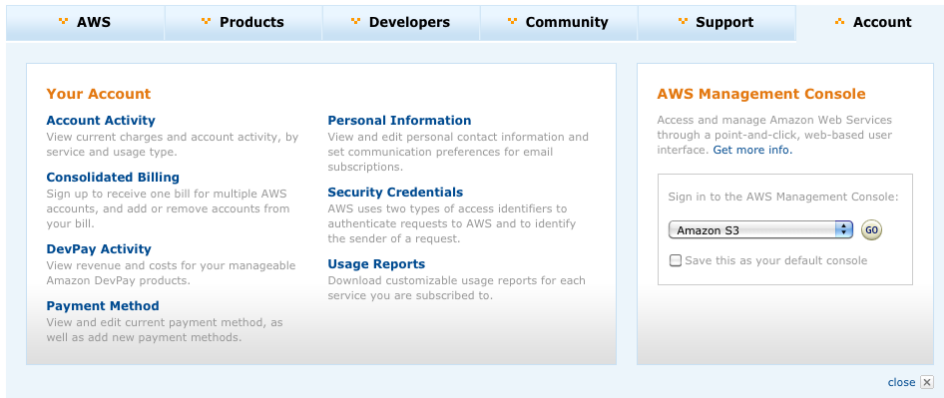 AWS
Products
Developers
Community
Support
Account
Your Account
Account Activity
View current charges and account activity, by
service and usage type.
Consolidated Billing
Sign up to receive one bill for multiple AWS
accounts, and add or remove accounts from
your bill.
DevPay Activity
View revenue and costs for your manageable
Amazon DevPay products.
Payment Method
View and edit current payment method, as
well as add new payment methods.
Personal Information
View and edit personal contact information and
set communication preferences for email
subscriptions.
Security Credentials
AWS uses two types of access identifiers to
authenticate requests to AWS and to identify
the sender of a request.
Usage Reports
Download customizable usage reports for each
service you are subscribed to.
AWS Management Console
Access and manage Amazon Web Services
through a point-and-click, web-based user
interface. Get more info.
Sign in to the AWS Management Console:
Amazon S3
GO
Save this as your default console
close